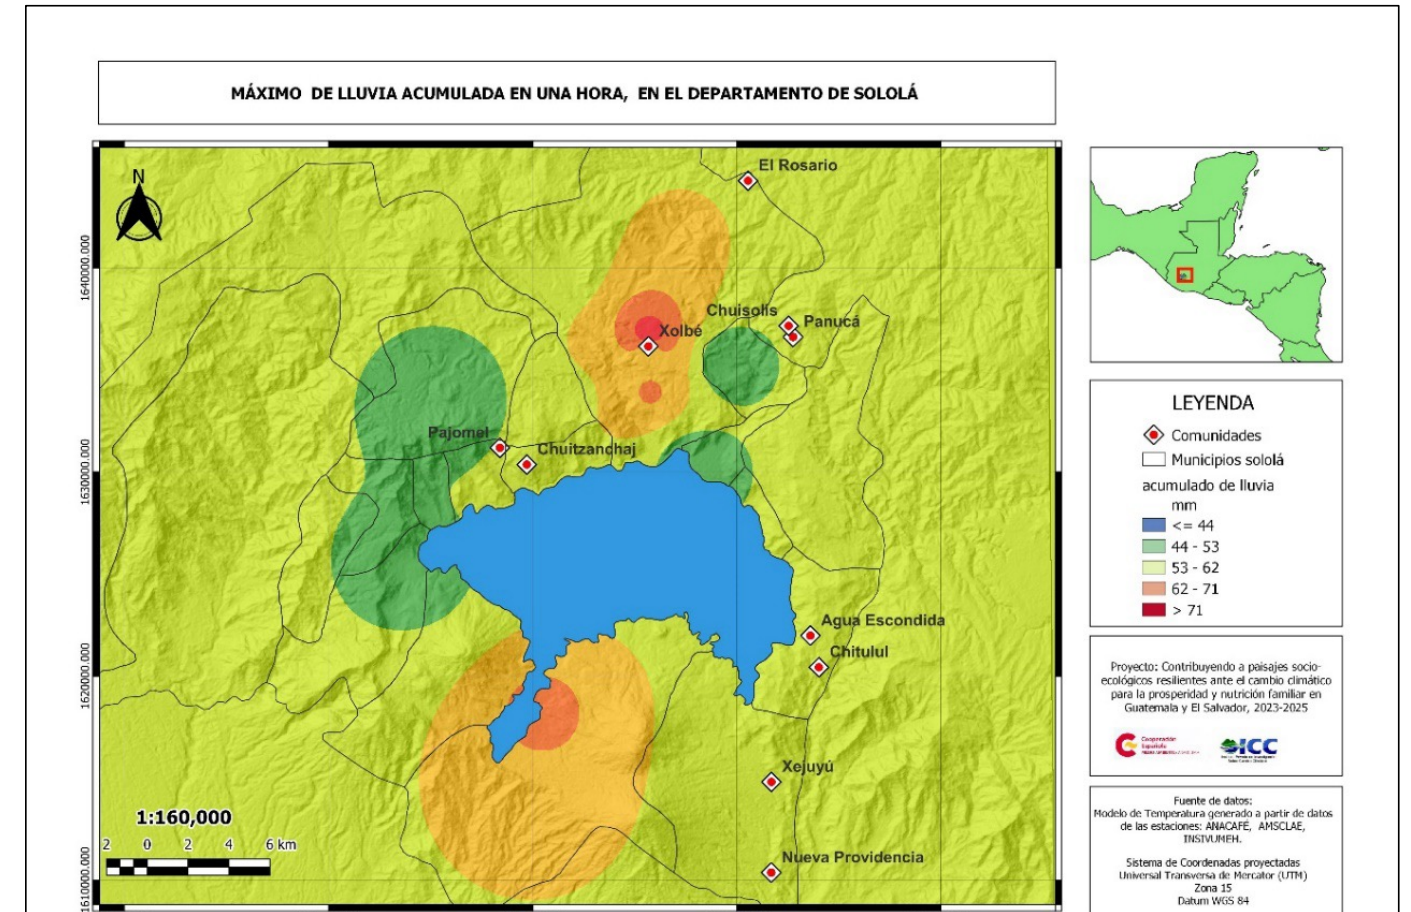 MÁXIMO DE LLUVIA ACUMULADA EN UNA HORA, EN EL DEPARTAMENTO DE SOLOLÁ
N
El Rosario
1640000.000
Chuisolís
Panucá
Xolbé
Pajomel
Chuitzanchaj
1630000.000
Agua Escondida
Chitulul
1620000.000
Xejuyú
1:160,000
2 0 2 4 6 km
Nueva Providencia
1610000.000
LEYENDA
Comunidades
Municipios sololá
acumulado de lluvia
mm
<= 44
44 - 53
53 - 62
62 - 71
> 71
Proyecto: Contribuyendo a paisajes socio-
ecológicos resilientes ante el cambio climático
para la prosperidad y nutrición familiar en
Guatemala y El Salvador, 2023-2025
Cooperación
Española
ICC
Fuente de datos:
Modelo de Temperatura generado a partir de datos
de las estaciones: ANACAFÉ, AMSCLAE,
INSIVUMEH.
Sistema de Coordenadas proyectadas
Universal Transversa de Mercator (UTM)
Zona 15
Datum WGS 84